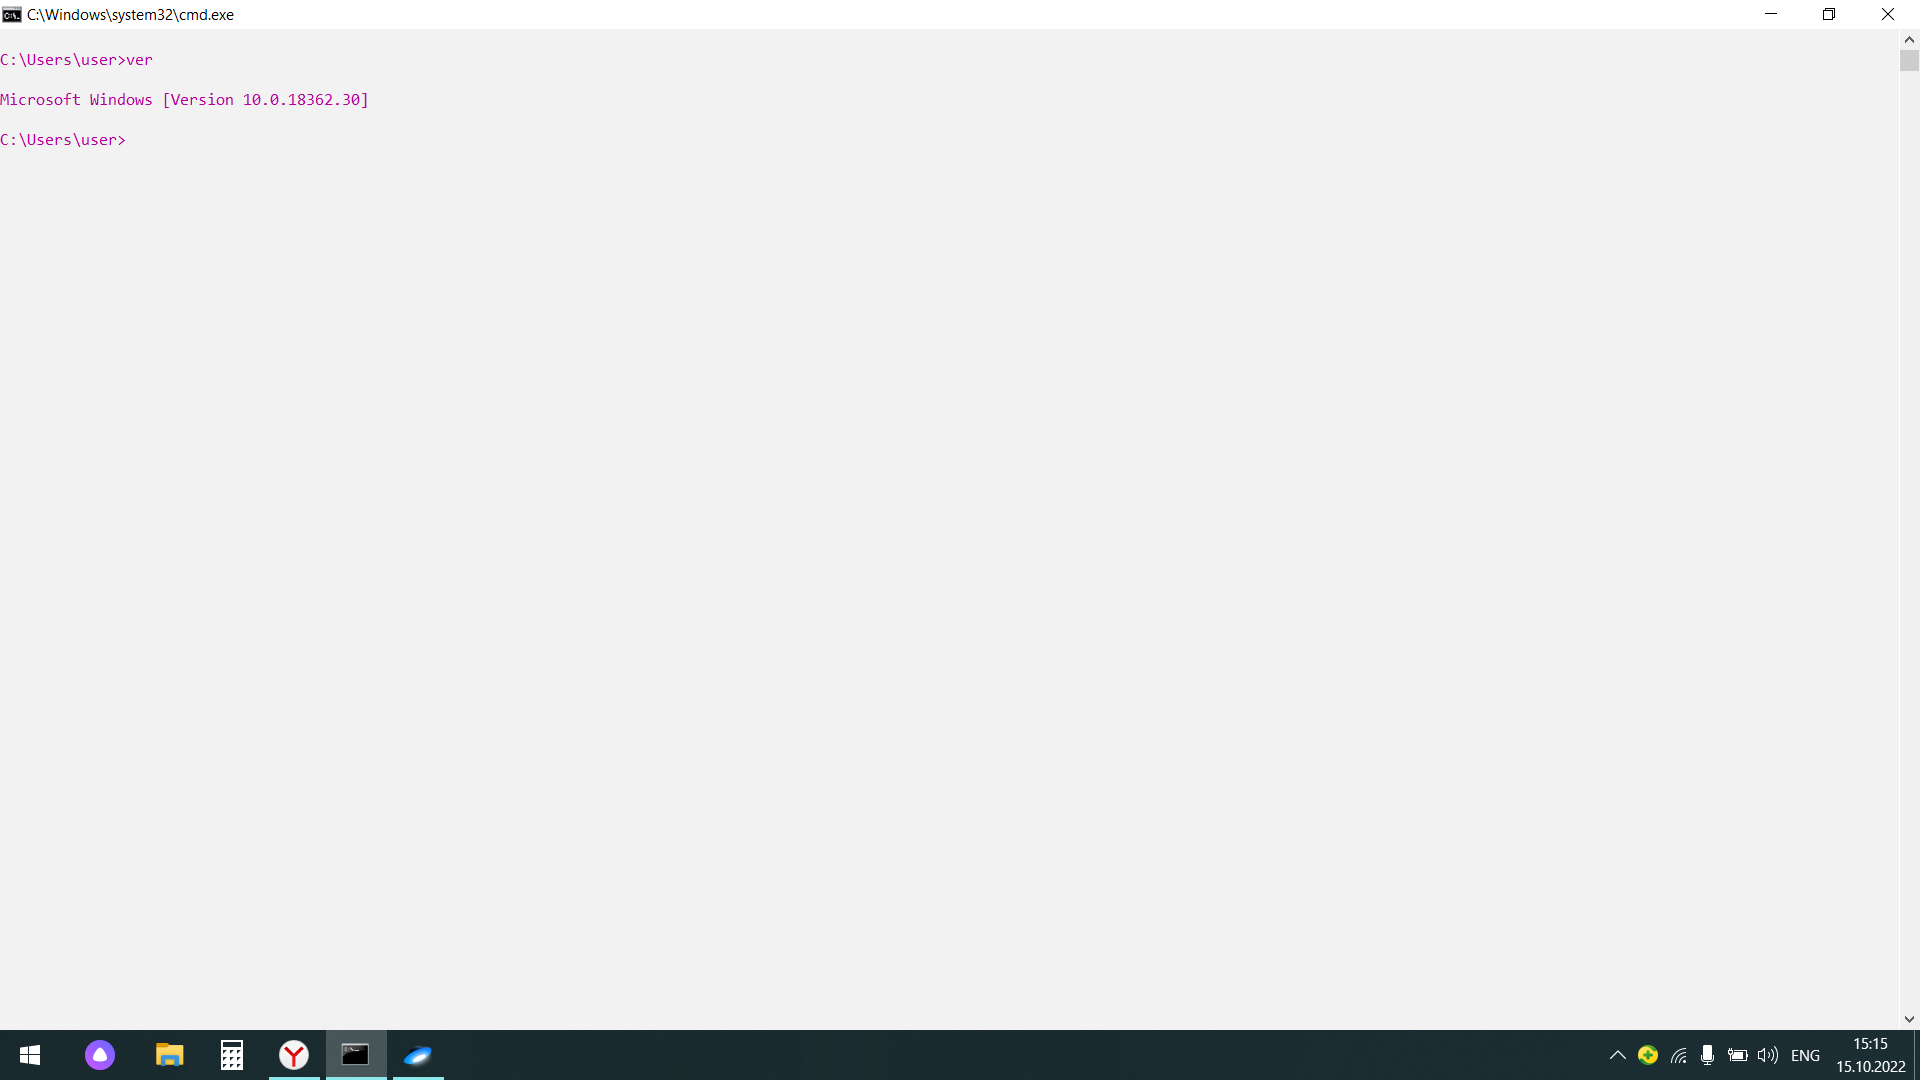 C:\Windows\system32\cmd.exe
C:\Users\user>ver
Microsoft Windows [Version 10.0.18362.30]
C:\Users\user>
ENG
15:15
15.10.2022